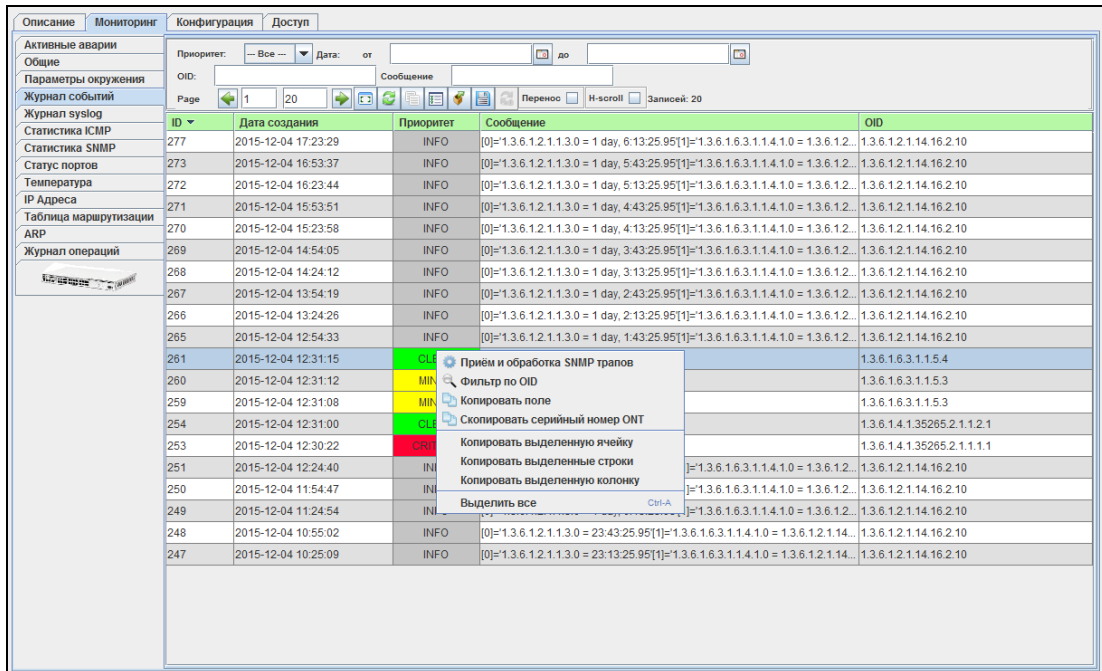 Описание Мониторинг Конфигурация Доступ
Активные аварии
Общие
Параметры окружения
Журнал событий
Журнал syslog
Статистика ICMP
Статистика SNMP
Статус портов
Температура
IP Адреса
Таблица маршрутизации
ARP
Журнал операций
Приоритет: --- Все --- Дата: от до
OID: Сообщение
Page 1 20 Перенос H-scroll Записей: 20
ID Дата создания Приоритет Сообщение OID
277 2015-12-04 17:23:29 INFO [0]='1.3.6.1.2.1.1.3.0 = 1 day, 6:13:25.95'[1]='1.3.6.1.6.3.1.1.4.1.0 = 1.3.6.1.2... 1.3.6.1.2.1.14.16.2.10
273 2015-12-04 16:53:37 INFO [0]='1.3.6.1.2.1.1.3.0 = 1 day, 5:43:25.95'[1]='1.3.6.1.6.3.1.1.4.1.0 = 1.3.6.1.2... 1.3.6.1.2.1.14.16.2.10
272 2015-12-04 16:23:44 INFO [0]='1.3.6.1.2.1.1.3.0 = 1 day, 5:13:25.95'[1]='1.3.6.1.6.3.1.1.4.1.0 = 1.3.6.1.2... 1.3.6.1.2.1.14.16.2.10
271 2015-12-04 15:53:51 INFO [0]='1.3.6.1.2.1.1.3.0 = 1 day, 4:43:25.95'[1]='1.3.6.1.6.3.1.1.4.1.0 = 1.3.6.1.2... 1.3.6.1.2.1.14.16.2.10
270 2015-12-04 15:23:58 INFO [0]='1.3.6.1.2.1.1.3.0 = 1 day, 4:13:25.95'[1]='1.3.6.1.6.3.1.1.4.1.0 = 1.3.6.1.2... 1.3.6.1.2.1.14.16.2.10
269 2015-12-04 14:54:05 INFO [0]='1.3.6.1.2.1.1.3.0 = 1 day, 3:43:25.95'[1]='1.3.6.1.6.3.1.1.4.1.0 = 1.3.6.1.2... 1.3.6.1.2.1.14.16.2.10
268 2015-12-04 14:24:12 INFO [0]='1.3.6.1.2.1.1.3.0 = 1 day, 3:13:25.95'[1]='1.3.6.1.6.3.1.1.4.1.0 = 1.3.6.1.2... 1.3.6.1.2.1.14.16.2.10
267 2015-12-04 13:54:19 INFO [0]='1.3.6.1.2.1.1.3.0 = 1 day, 2:43:25.95'[1]='1.3.6.1.6.3.1.1.4.1.0 = 1.3.6.1.2... 1.3.6.1.2.1.14.16.2.10
266 2015-12-04 13:24:26 INFO [0]='1.3.6.1.2.1.1.3.0 = 1 day, 2:13:25.95'[1]='1.3.6.1.6.3.1.1.4.1.0 = 1.3.6.1.2... 1.3.6.1.2.1.14.16.2.10
265 2015-12-04 12:54:33 INFO [0]='1.3.6.1.2.1.1.3.0 = 1 day, 1:43:25.95'[1]='1.3.6.1.6.3.1.1.4.1.0 = 1.3.6.1.2... 1.3.6.1.2.1.14.16.2.10
261 2015-12-04 12:31:15 1.3.6.1.6.3.1.1.5.4
260 2015-12-04 12:31:12 MIN 1.3.6.1.6.3.1.1.5.3
259 2015-12-04 12:31:08 MIN 1.3.6.1.6.3.1.1.5.3
254 2015-12-04 12:31:00 1.3.6.1.4.1.35265.2.1.1.2.1
253 2015-12-04 12:30:22 CRIT 1.3.6.1.4.1.35265.2.1.1.1.1
251 2015-12-04 12:24:40 ]='1.3.6.1.6.3.1.1.4.1.0 = 1.3.6.1.2... 1.3.6.1.2.1.14.16.2.10
250 2015-12-04 11:54:47 ]='1.3.6.1.6.3.1.1.4.1.0 = 1.3.6.1.2... 1.3.6.1.2.1.14.16.2.10
249 2015-12-04 11:24:54 ]='1.3.6.1.6.3.1.1.4.1.0 = 1.3.6.1.2... 1.3.6.1.2.1.14.16.2.10
248 2015-12-04 10:55:02 INFO [0]='1.3.6.1.2.1.1.3.0 = 23:43:25.95'[1]='1.3.6.1.6.3.1.1.4.1.0 = 1.3.6.1.2.1.14... 1.3.6.1.2.1.14.16.2.10
247 2015-12-04 10:25:09 INFO [0]='1.3.6.1.2.1.1.3.0 = 23:13:25.95'[1]='1.3.6.1.6.3.1.1.4.1.0 = 1.3.6.1.2.1.14... 1.3.6.1.2.1.14.16.2.10
Приём и обработка SNMP трапов
Фильтр по OID
Копировать поле
Скопировать серийный номер ONT
Копировать выделенную ячейку
Копировать выделенные строки
Копировать выделенную колонку
Выделить все Ctrl-A